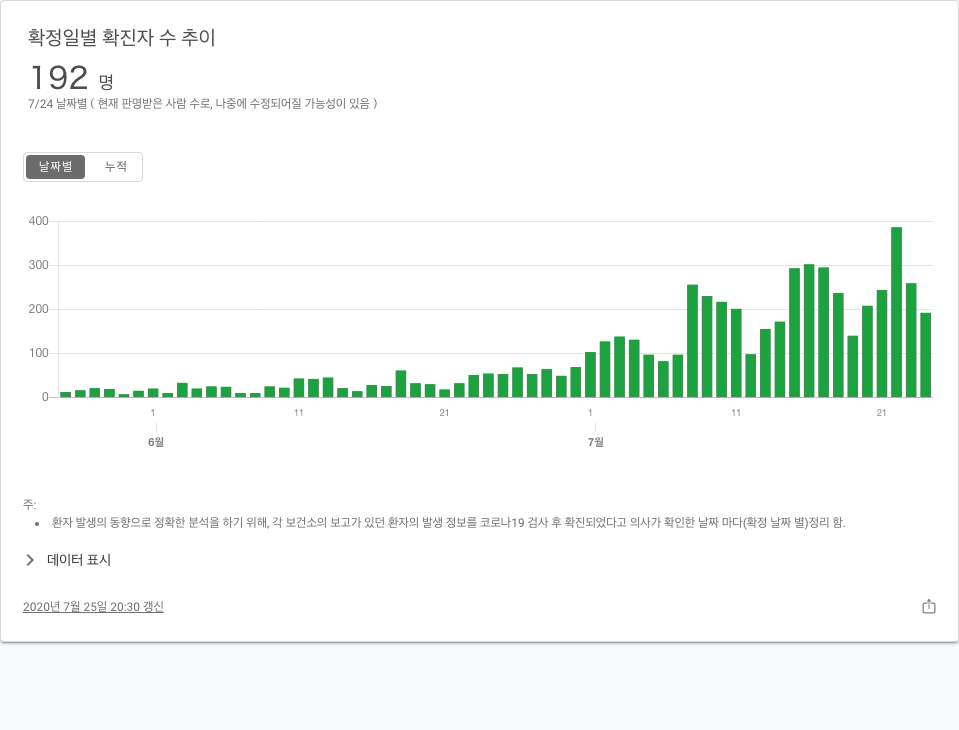 확정일별 확진자 수 추이
192 명
7/24 날짜별 ( 현재 판명받은 사람 수로, 나중에 수정되어질 가능성이 있음 )
날짜별 누적
400
300
200
100
0
1 11 21 1 11 21
6월 7월
주:
• 환자 발생의 동향으로 정확한 분석을 하기 위해, 각 보건소의 보고가 있던 환자의 발생 정보를 코로나19 검사 후 확진되었다고 의사가 확인한 날짜 마다(확정 날짜 별)정리 함.
데이터 표시
2020년 7월 25일 20:30 갱신